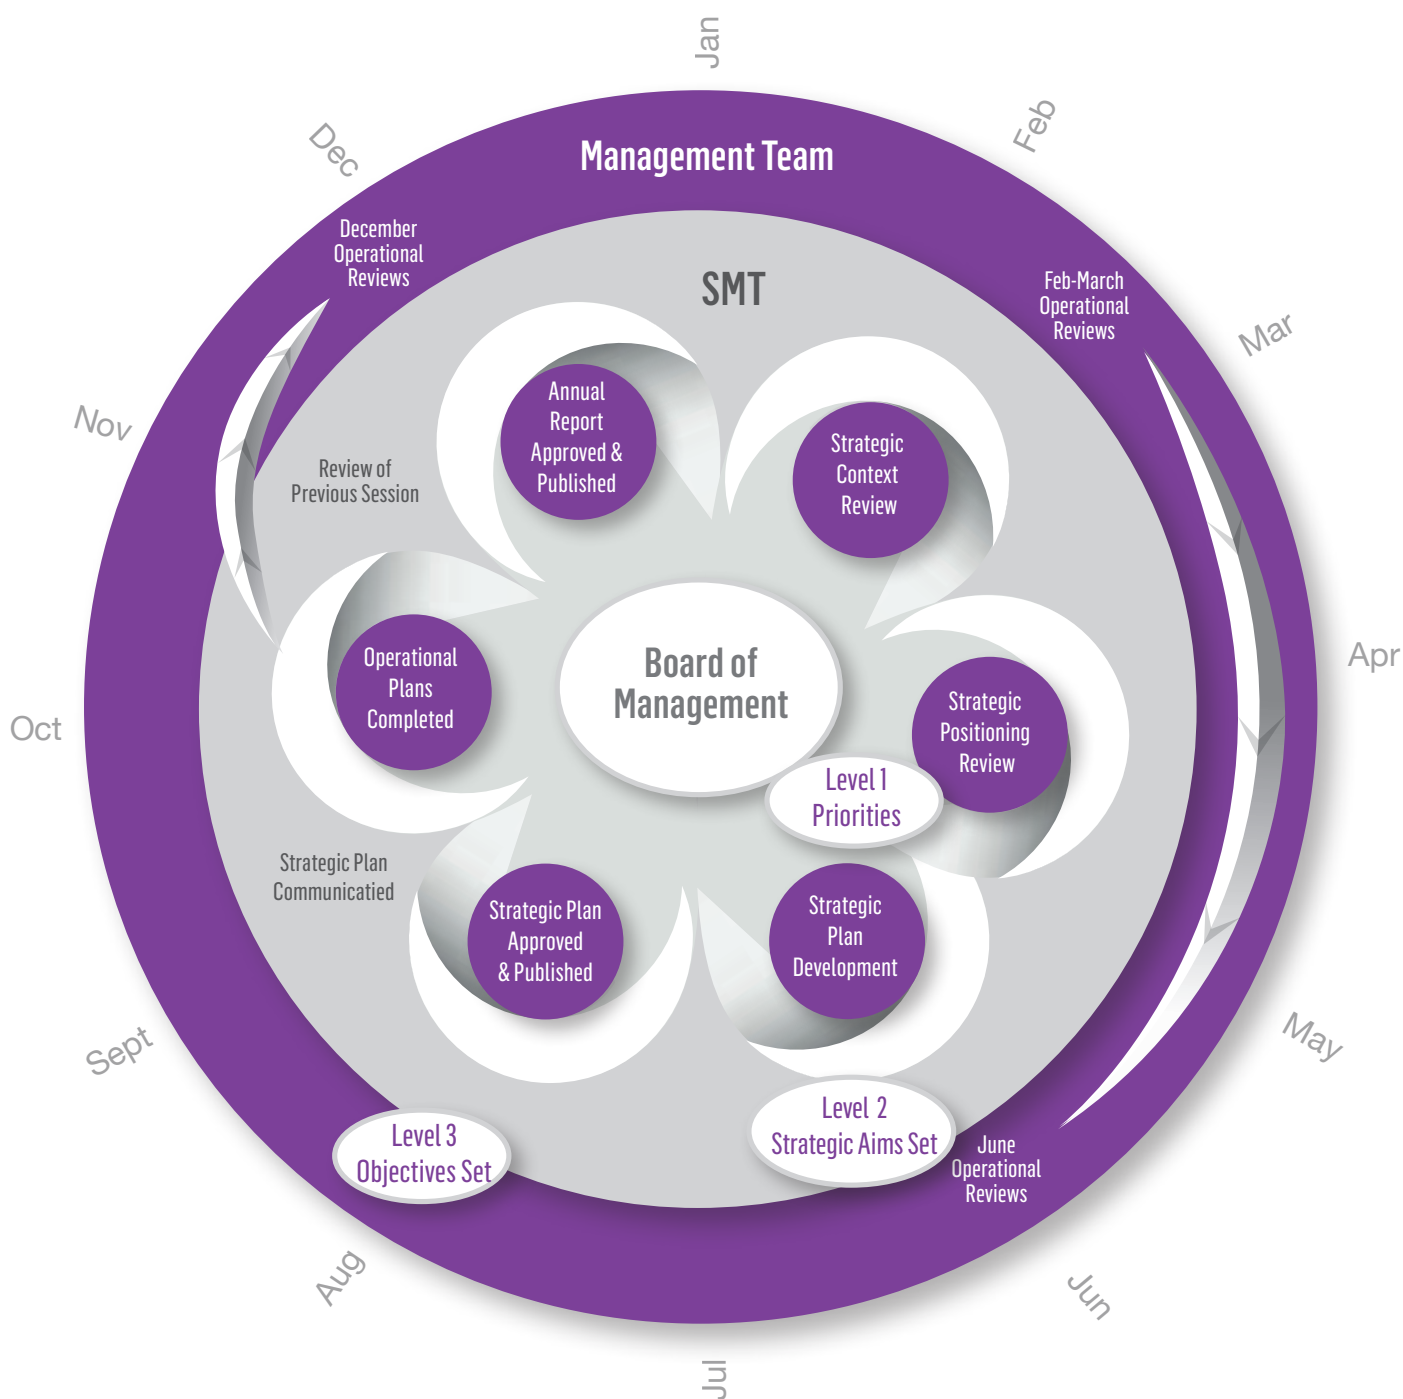 Jan
Feb
Mar
Apr
May
Jun
Jul
Aug
Sept
Oct
Nov
Dec
Management Team
December
Operational
Reviews
Feb-March
Operational
Reviews
June
Operational
Reviews
SMT
Review of
Previous Session
Strategic Plan
Communicatied
Annual
Report
Approved &
Published
Strategic
Context
Review
Strategic
Positioning
Review
Strategic
Plan
Development
Strategic Plan
Approved
& Published
Operational
Plans
Completed
Board of
Management
Level 1
Priorities
Level 2
Strategic Aims Set
Level 3
Objectives Set